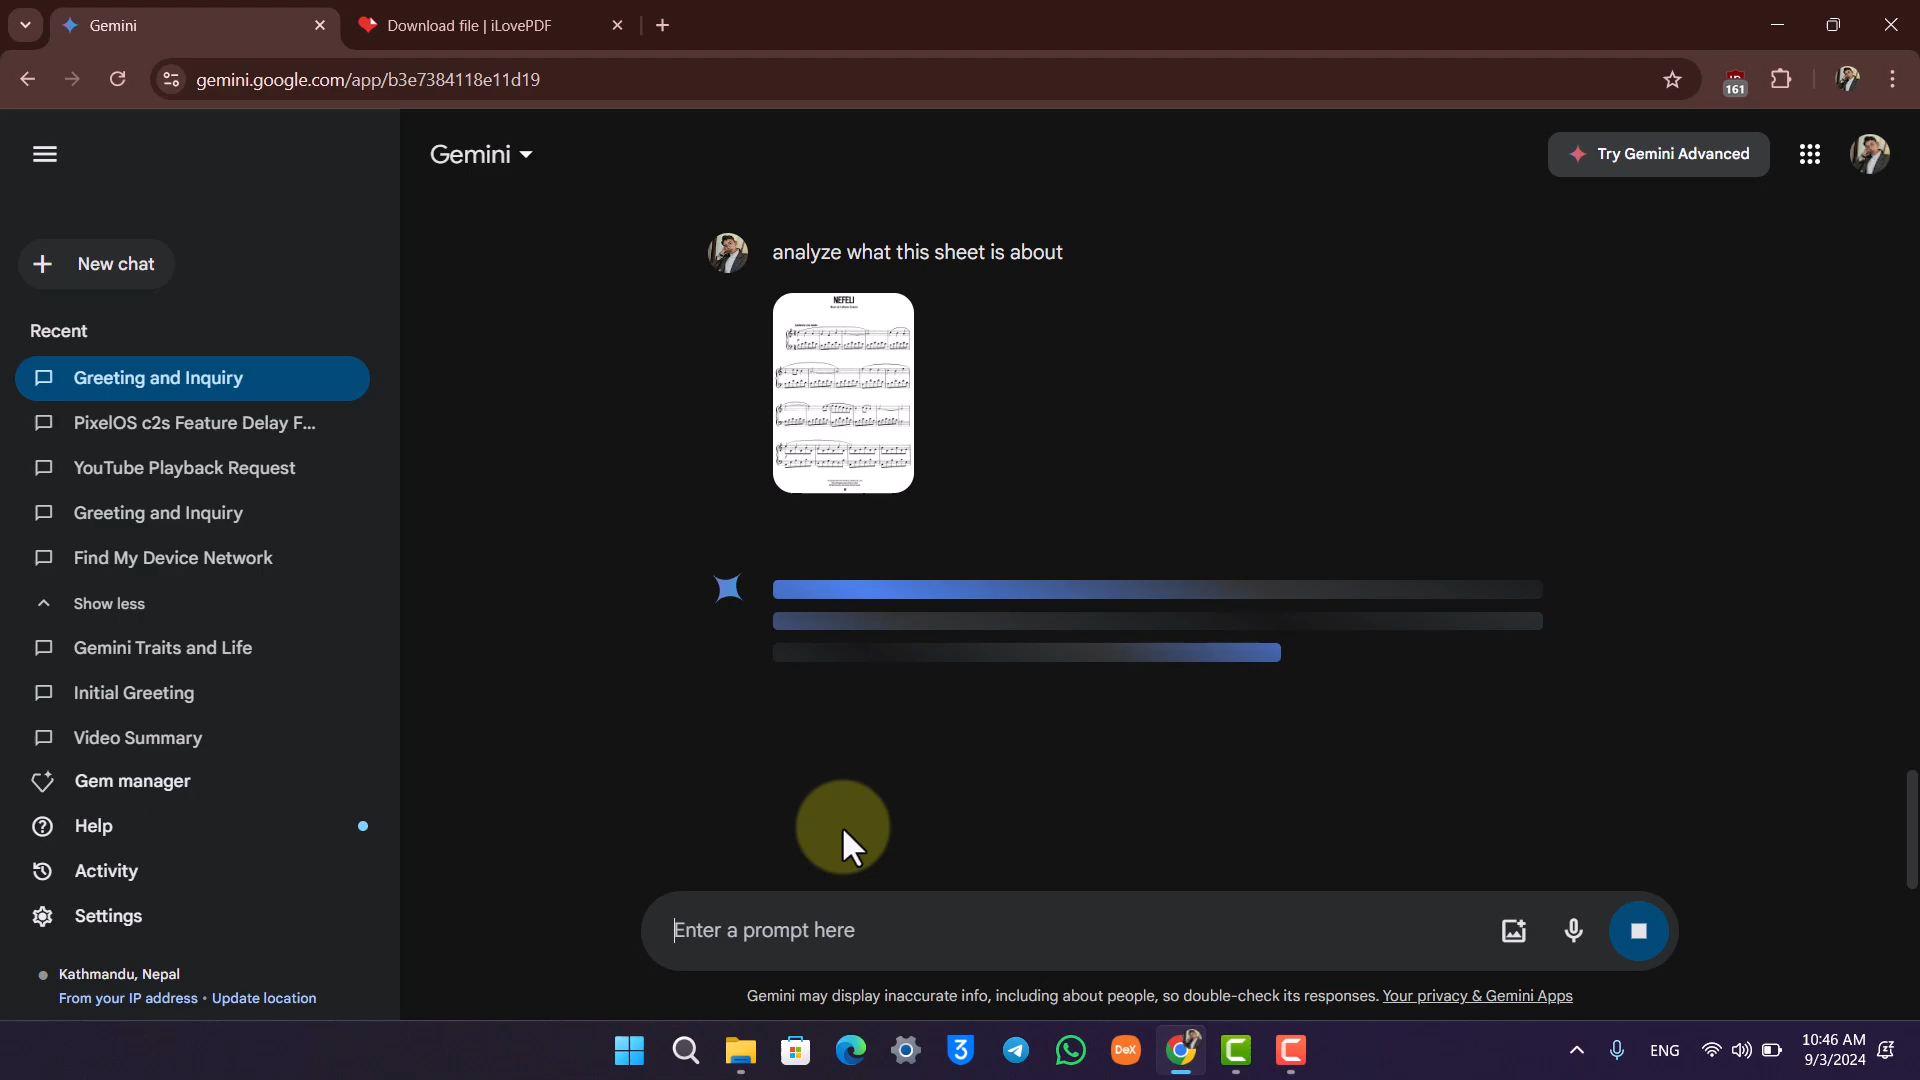 Gemini
Download file | iLovePDF
gemini.google.com/app/b3e7384118e11d19
161
Gemini
Try Gemini Advanced
New chat
Recent
Greeting and Inquiry
PixelOS c2s Feature Delay F...
YouTube Playback Request
Greeting and Inquiry
Find My Device Network
Show less
Gemini Traits and Life
Initial Greeting
Video Summary
Gem manager
Help
Activity
Settings
Kathmandu, Nepal
From your IP address • Update location
analyze what this sheet is about
NEFELI
Enter a prompt here
Gemini may display inaccurate info, including about people, so double-check its responses. Your privacy & Gemini Apps
3
DeX
ENG
10:46 AM
9/3/2024